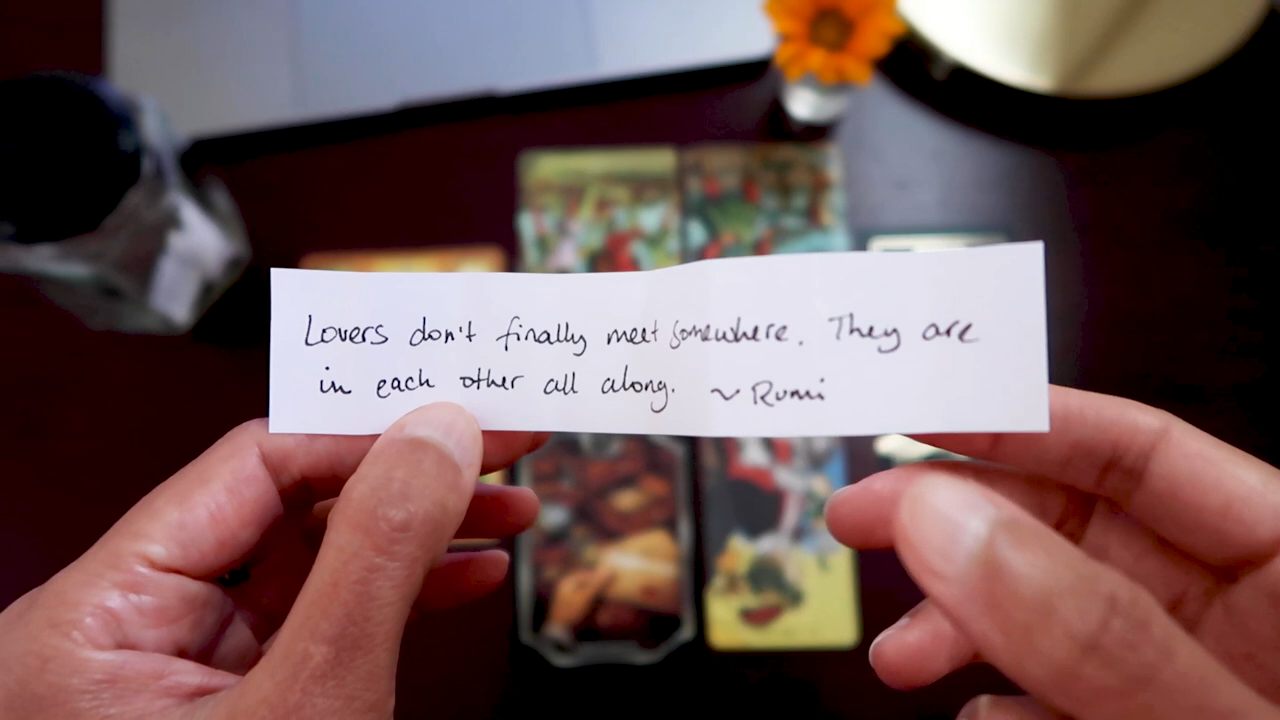 Lovers don't finally meet somewhere. They are
in each other all along. ~ Rumi